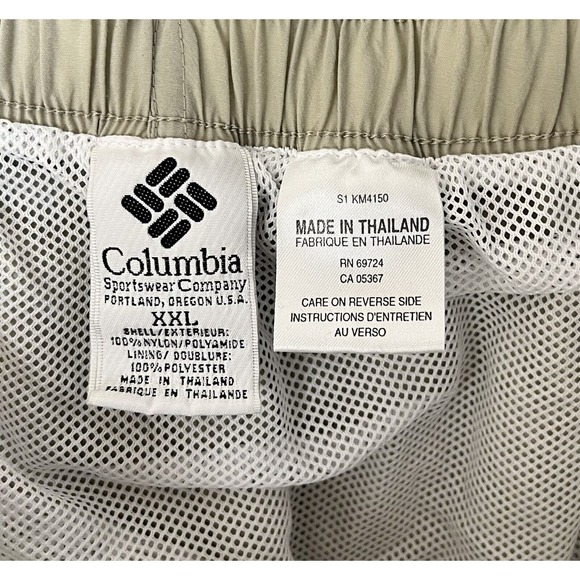 Columbia
Sportswear Company
PORTLAND, OREGON U.S.A.
XXL
SHELL/EXTERIEUR:
100% NYLON/POLYAMIDE
LINING/ DOUBLURE:
100% POLYESTER
MADE IN THAILAND
FABRIQUE EN THAILANDE
S1 KM4150
MADE IN THAILAND
FABRIQUE EN THAILANDE
RN 69724
CA 05367
CARE ON REVERSE SIDE
INSTRUCTIONS D'ENTRETIEN
AU VERSO